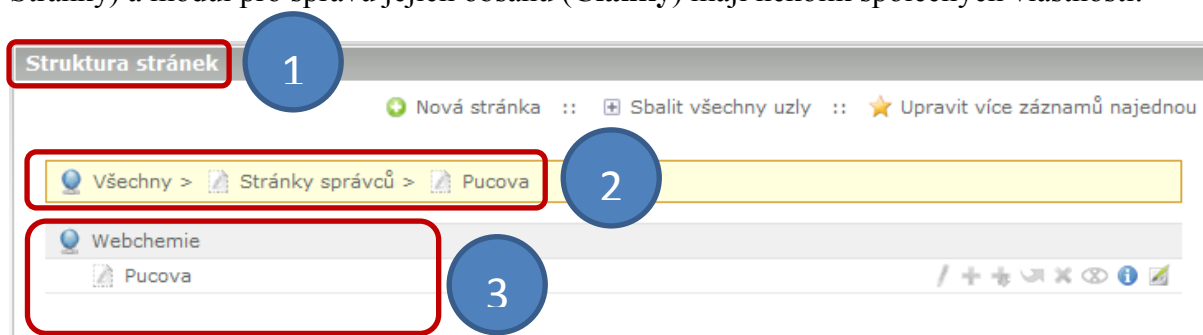 Stránky) a modul pro správu jejich obsahu (Články) mají několik společných vlastností.
Struktura stránek
1
Nová stránka :: Sbalit všechny uzly :: Upravit více záznamů najednou
Všechny > Stránky správců > Pucova
2
Webchemie
Pucova
3